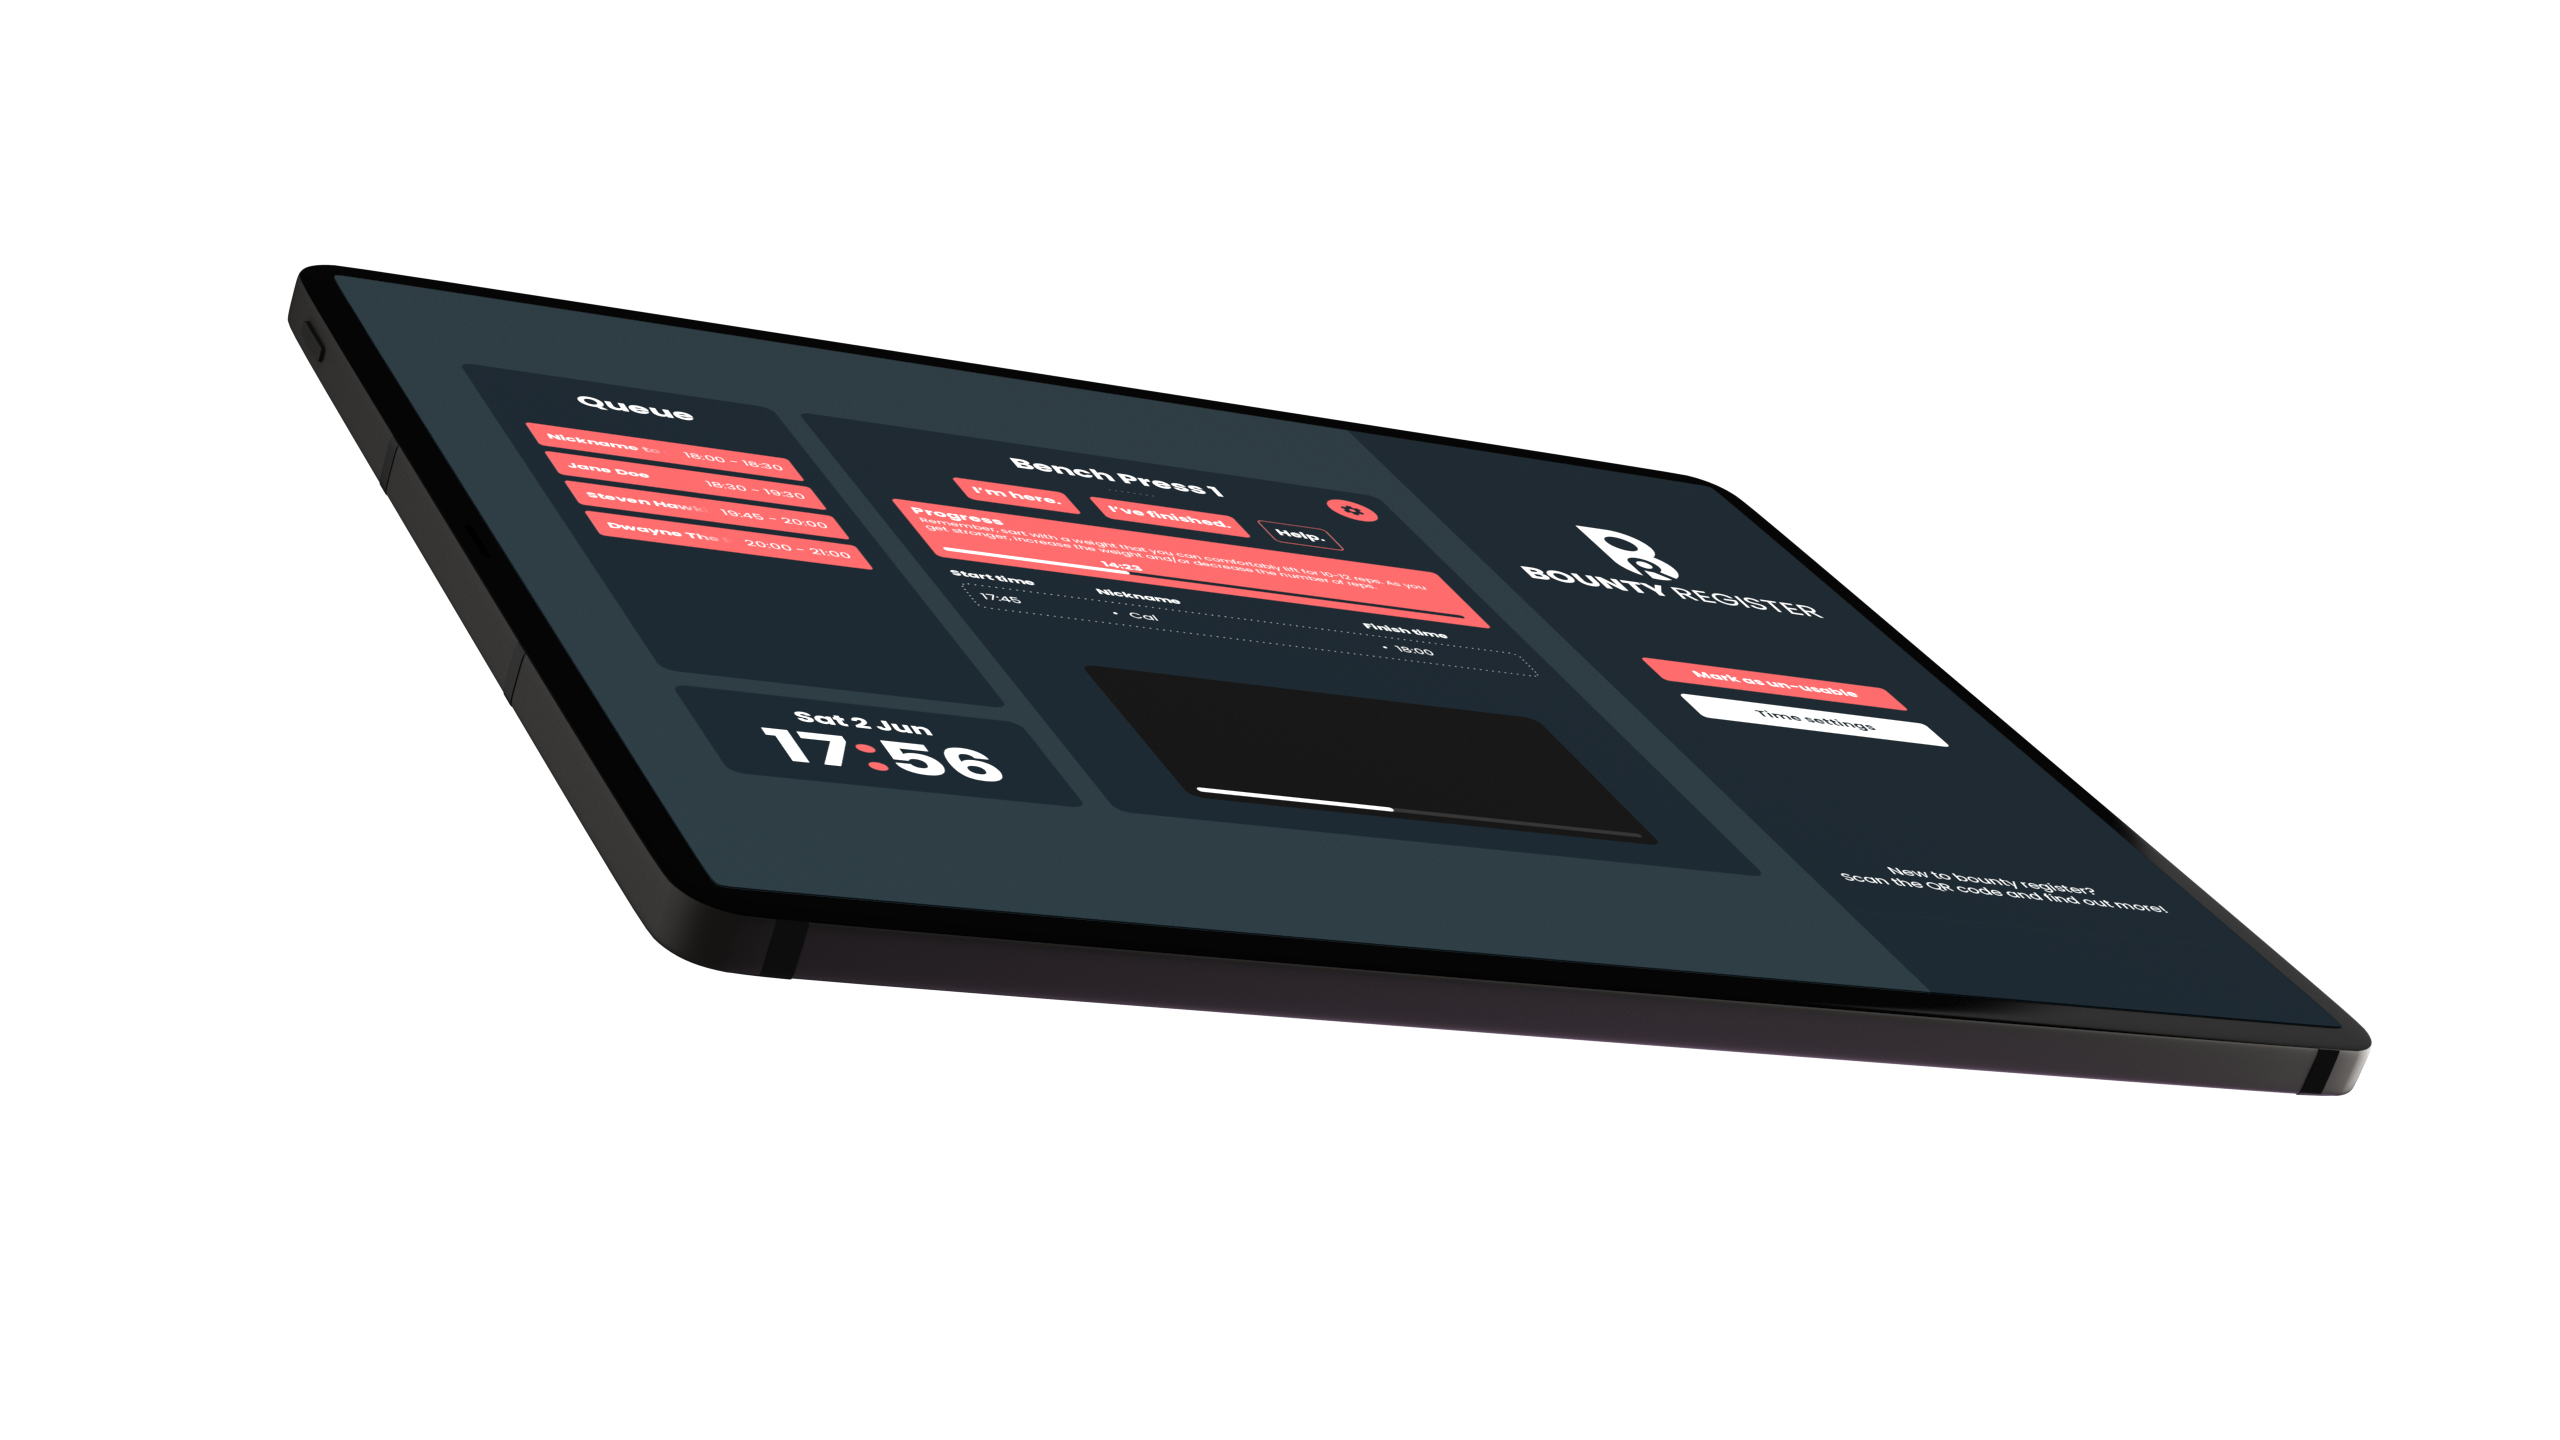 Queue
Nickname to 18:00 - 18:30
Jane Doe 18:30 - 19:30
Steven Hawki 19:45 - 20:00
Dwayne The 20:00 - 21:00
Sat 2 Jun
17:56
Bench Press 1
I'm here. I've finished. Help.
Progress
Remember, sart with a weight that you can comfortably lift for 10-12 reps. As you
get stronger, increase the weight and/or decrease the number of reps.
14:23
Start time Nickname Finish time
17:45 • Cal • 18:00
BOUNTY REGISTER
Mark as un-usable
Time settings
New to bounty register?
Scan the QR code and find out more!